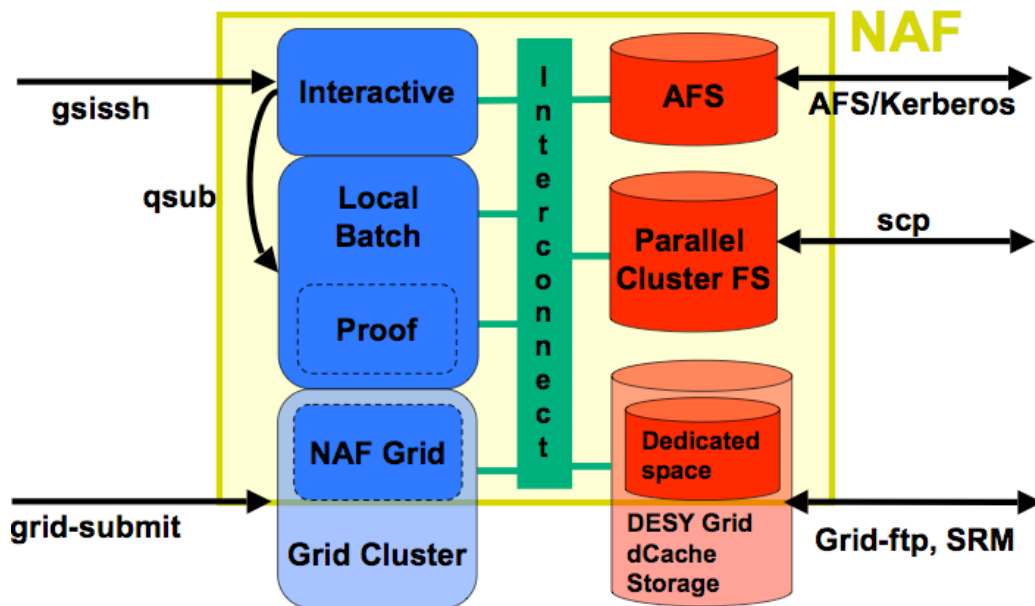 NAF
gsissh
Interactive
Interconnect
AFS
AFS/Kerberos
qsub
Local
Batch
Proof
Parallel
Cluster FS
scp
NAF Grid
Dedicated
space
grid-submit
Grid Cluster
DESY Grid
dCache
Storage
Grid-ftp, SRM